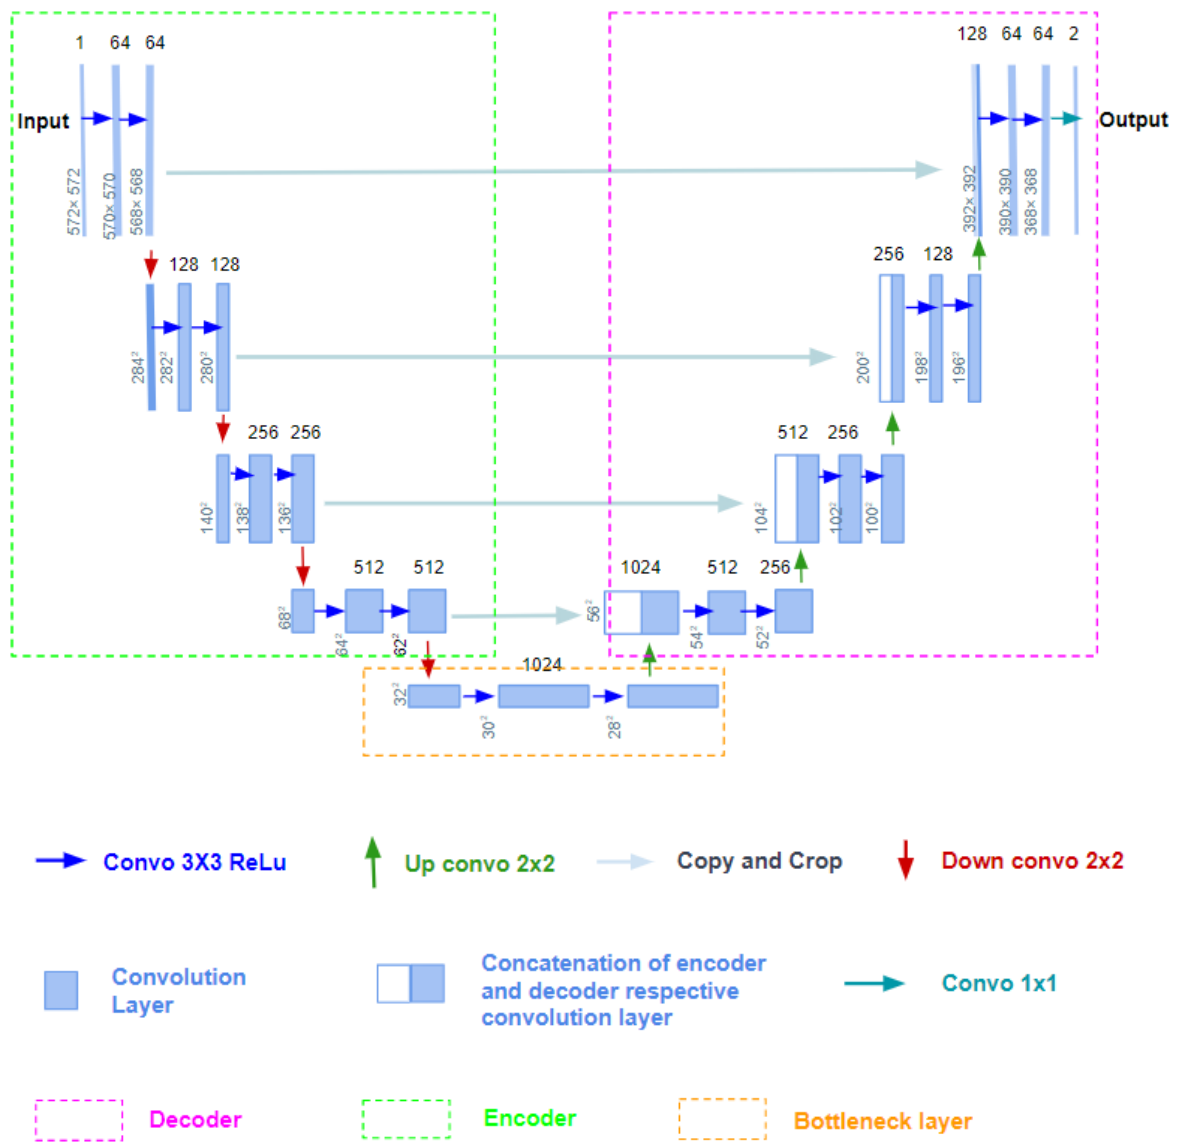 1 64 64
128 64 64 2
Input
Output
572× 572
570× 570
568× 568
392× 392
390× 390
368× 368
128 128
256 128
284²
282²
280²
200²
198²
196²
256 256
512 256
140²
138²
136²
104²
102²
100²
512 512
1024 512 256
68²
64²
62²
56²
54²
52²
1024
32²
30²
28²
Convo 3X3 ReLu
Up convo 2x2
Copy and Crop
Down convo 2x2
Convolution
Layer
Concatenation of encoder
and decoder respective
convolution layer
Convo 1x1
Decoder
Encoder
Bottleneck layer